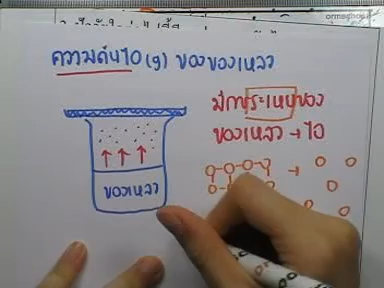 ความดันไอ (g) ของของเหลว
มีการระเหยของ
ของเหลว → ไอ
ของเหลว